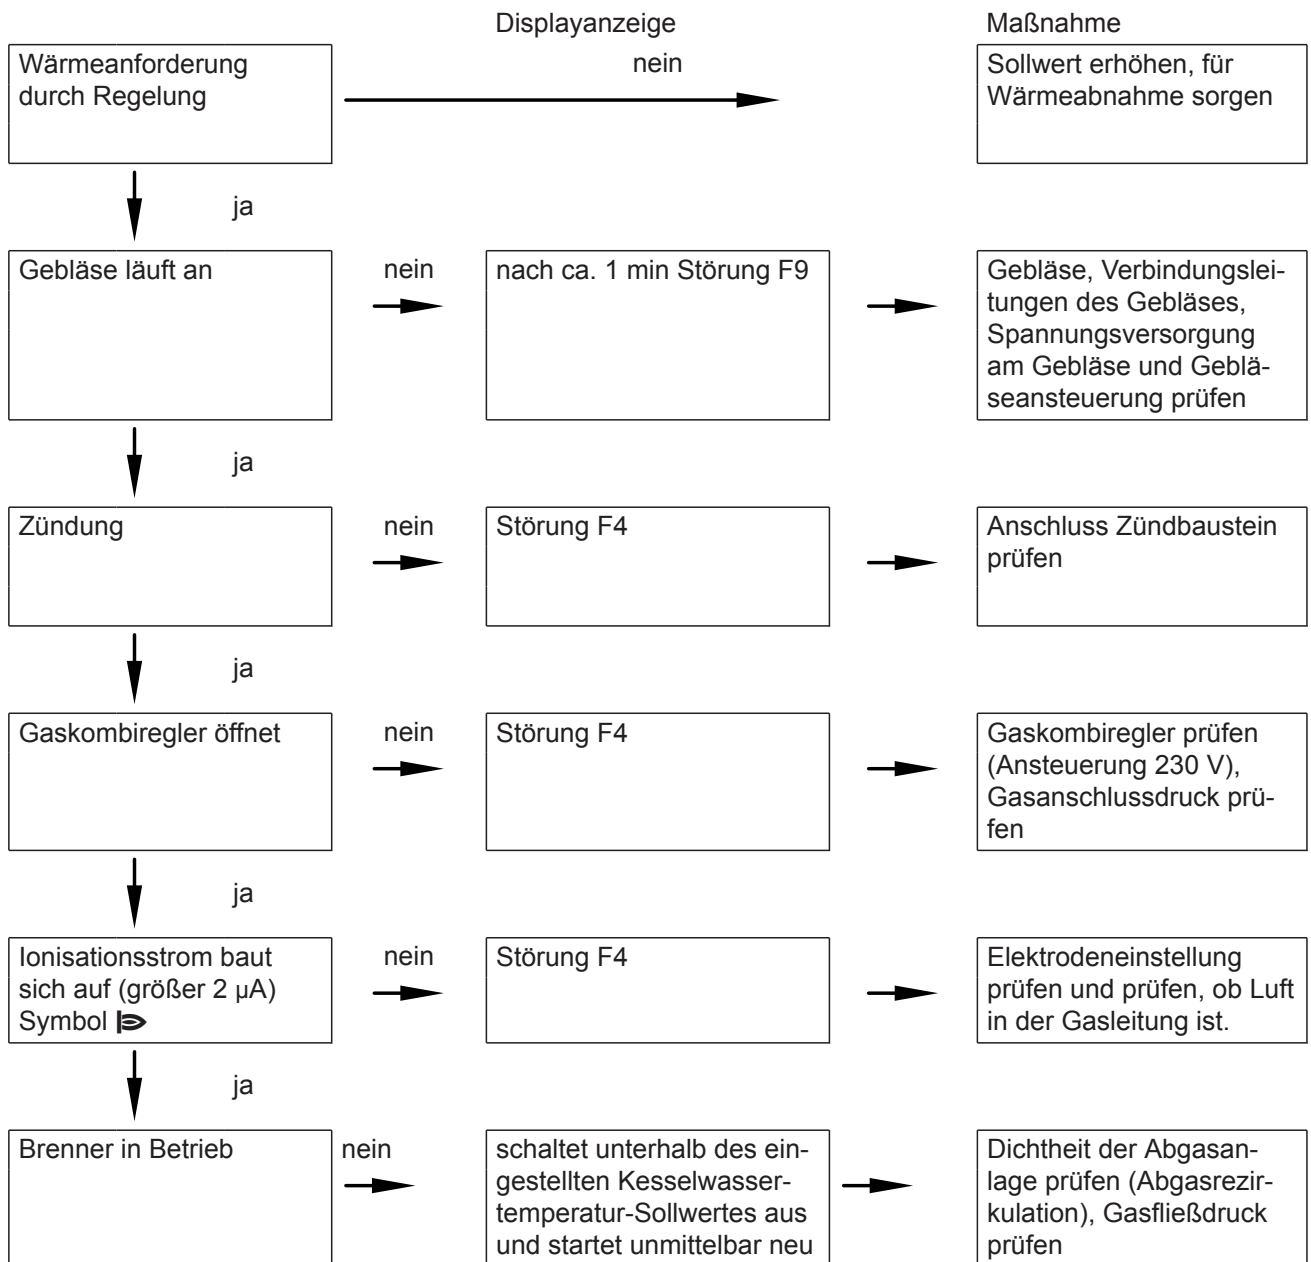 Displayanzeige
Maßnahme
Wärmeanforderung
durch Regelung
nein
Sollwert erhöhen, für
Wärmeabnahme sorgen
ja
Gebläse läuft an
nein
nach ca. 1 min Störung F9
Gebläse, Verbindungslei-
tungen des Gebläses,
Spannungsversorgung
am Gebläse und Geblä-
seansteuerung prüfen
ja
Zündung
nein
Störung F4
Anschluss Zündbaustein
prüfen
ja
Gaskombiregler öffnet
nein
Störung F4
Gaskombiregler prüfen
(Ansteuerung 230 V),
Gasanschlussdruck prü-
fen
ja
Ionisationsstrom baut
sich auf (größer 2 µA)
Symbol
nein
Störung F4
Elektrodeneinstellung
prüfen und prüfen, ob Luft
in der Gasleitung ist.
ja
Brenner in Betrieb
nein
schaltet unterhalb des ein-
gestellten Kesselwasser-
temperatur-Sollwertes aus
und startet unmittelbar neu
Dichtheit der Abgasan-
lage prüfen (Abgasrezir-
kulation), Gasfließdruck
prüfen